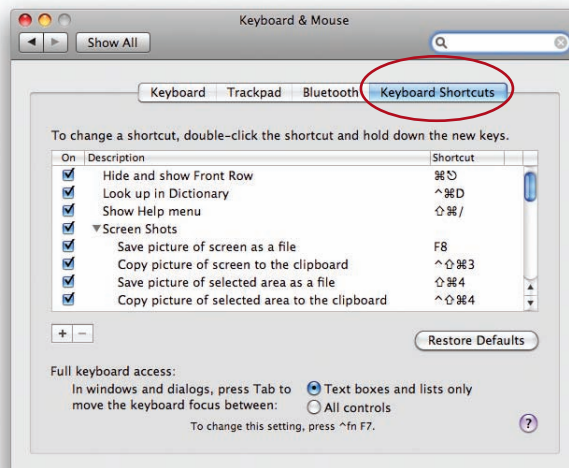 Keyboard & Mouse
Show All
Keyboard Trackpad Bluetooth Keyboard Shortcuts
To change a shortcut, double-click the shortcut and hold down the new keys.
On Description Shortcut
Hide and show Front Row ⌘⎋
Look up in Dictionary ^⌘D
Show Help menu ⇧⌘/
Screen Shots
Save picture of screen as a file F8
Copy picture of screen to the clipboard ^⇧⌘3
Save picture of selected area as a file ⇧⌘4
Copy picture of selected area to the clipboard ^⇧⌘4
+ −
Restore Defaults
Full keyboard access:
In windows and dialogs, press Tab to move the keyboard focus between:
Text boxes and lists only
All controls
To change this setting, press ^fn F7.
?